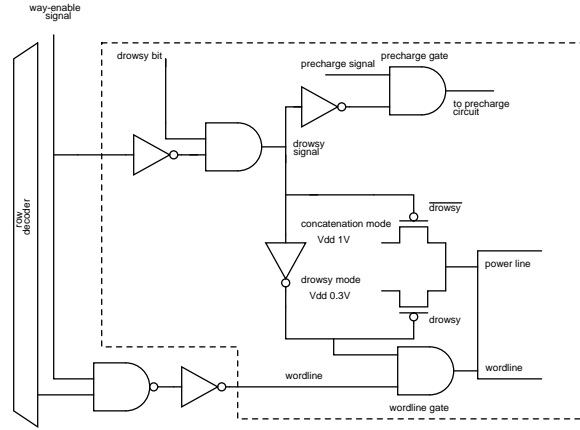 way-enable
signal
drowsy bit
precharge signal
precharge gate
to precharge
circuit
drowsy
signal
row
decoder
concatenation mode
Vdd 1V
drowsy
power line
drowsy mode
Vdd 0.3V
drowsy
wordline
wordline
wordline gate